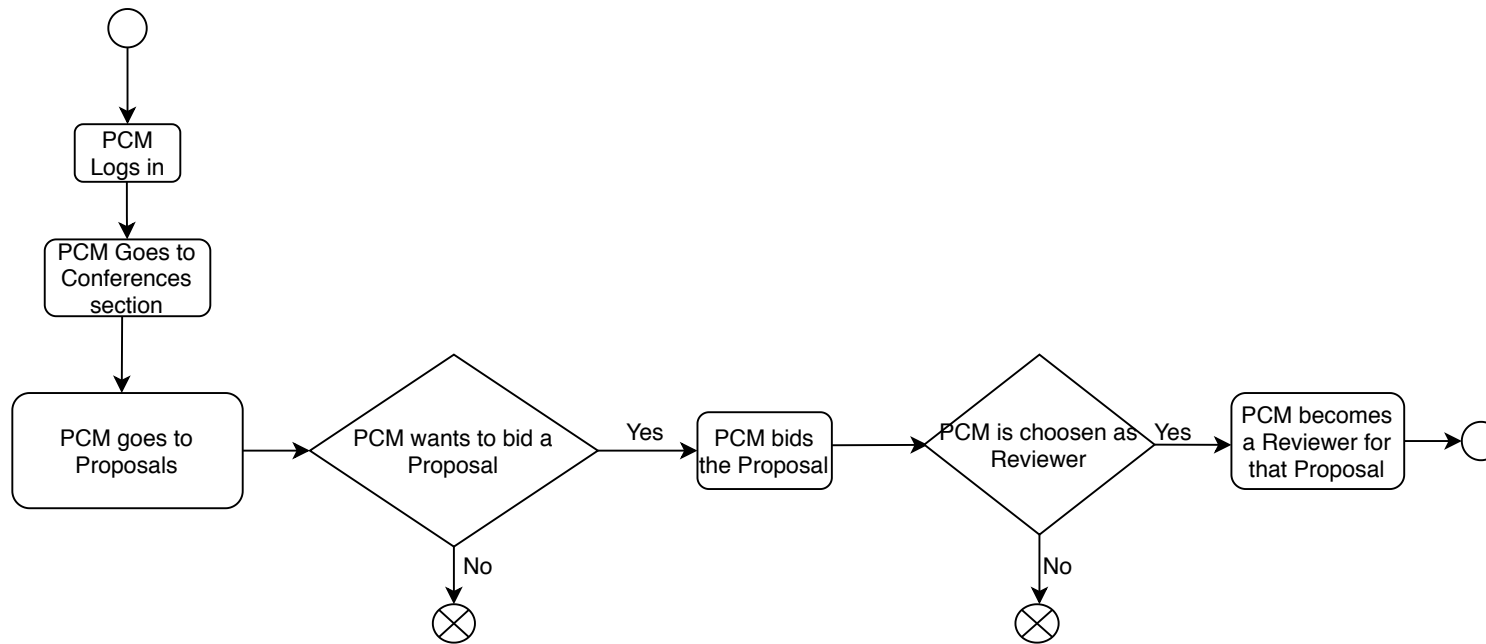 PCM
Logs in
PCM Goes to
Conferences
section
PCM goes to
Proposals
PCM wants to bid a
Proposal
Yes
No
PCM bids
the Proposal
PCM is choosen as
Reviewer
Yes
No
PCM becomes
a Reviewer for
that Proposal